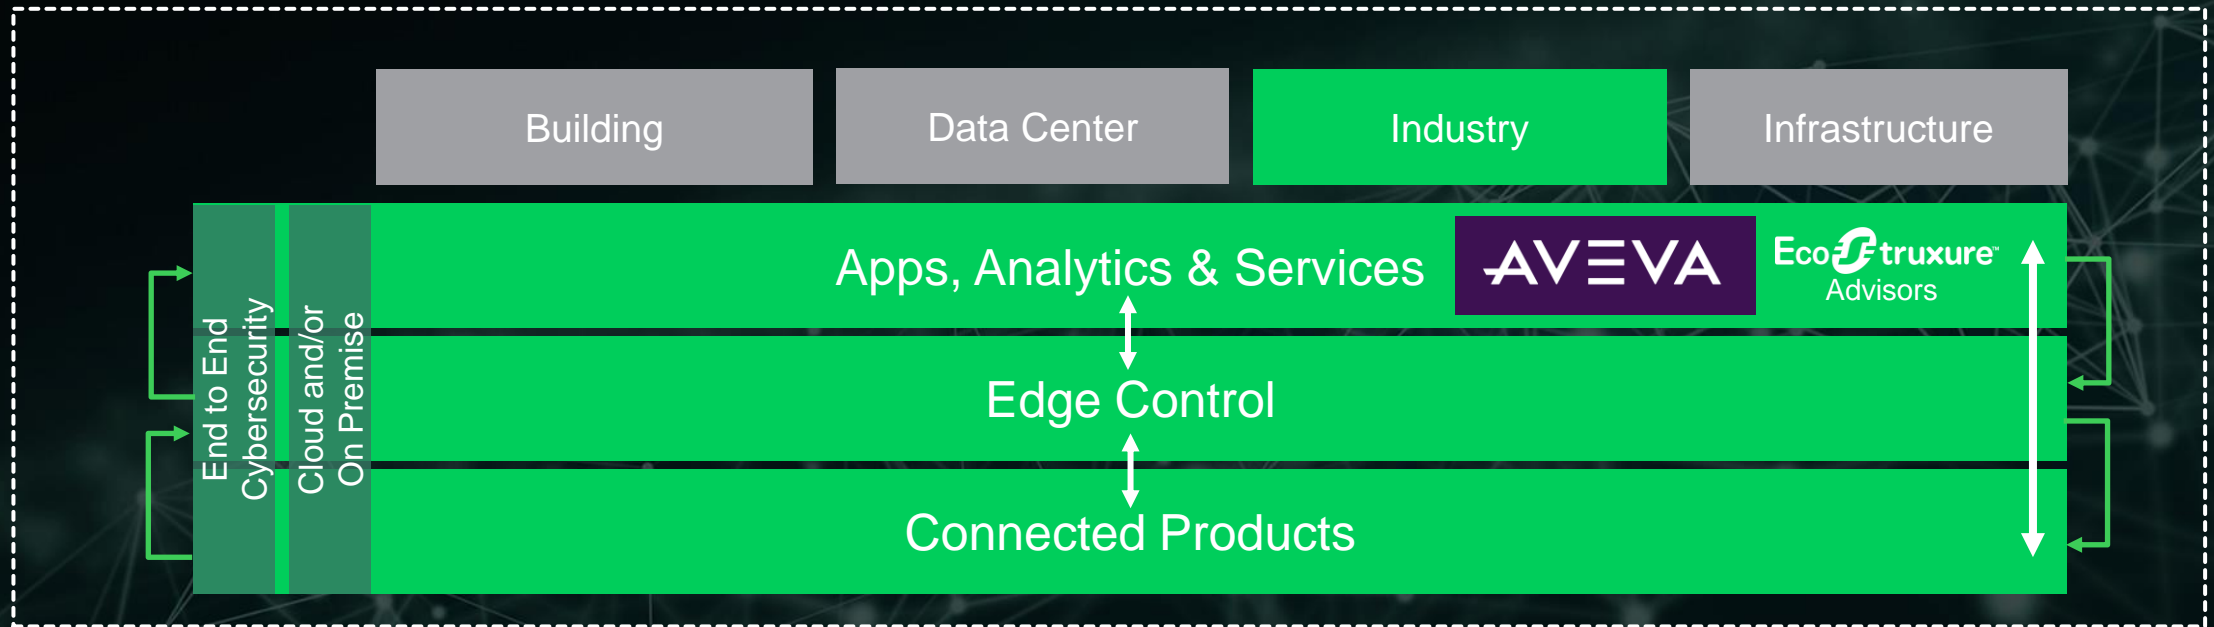 Building
Data Center
Industry
Infrastructure
Apps, Analytics & Services
AVEVA
EcoStruxure™
Advisors
End to End
Cybersecurity
Cloud and/or
On Premise
Edge Control
Connected Products